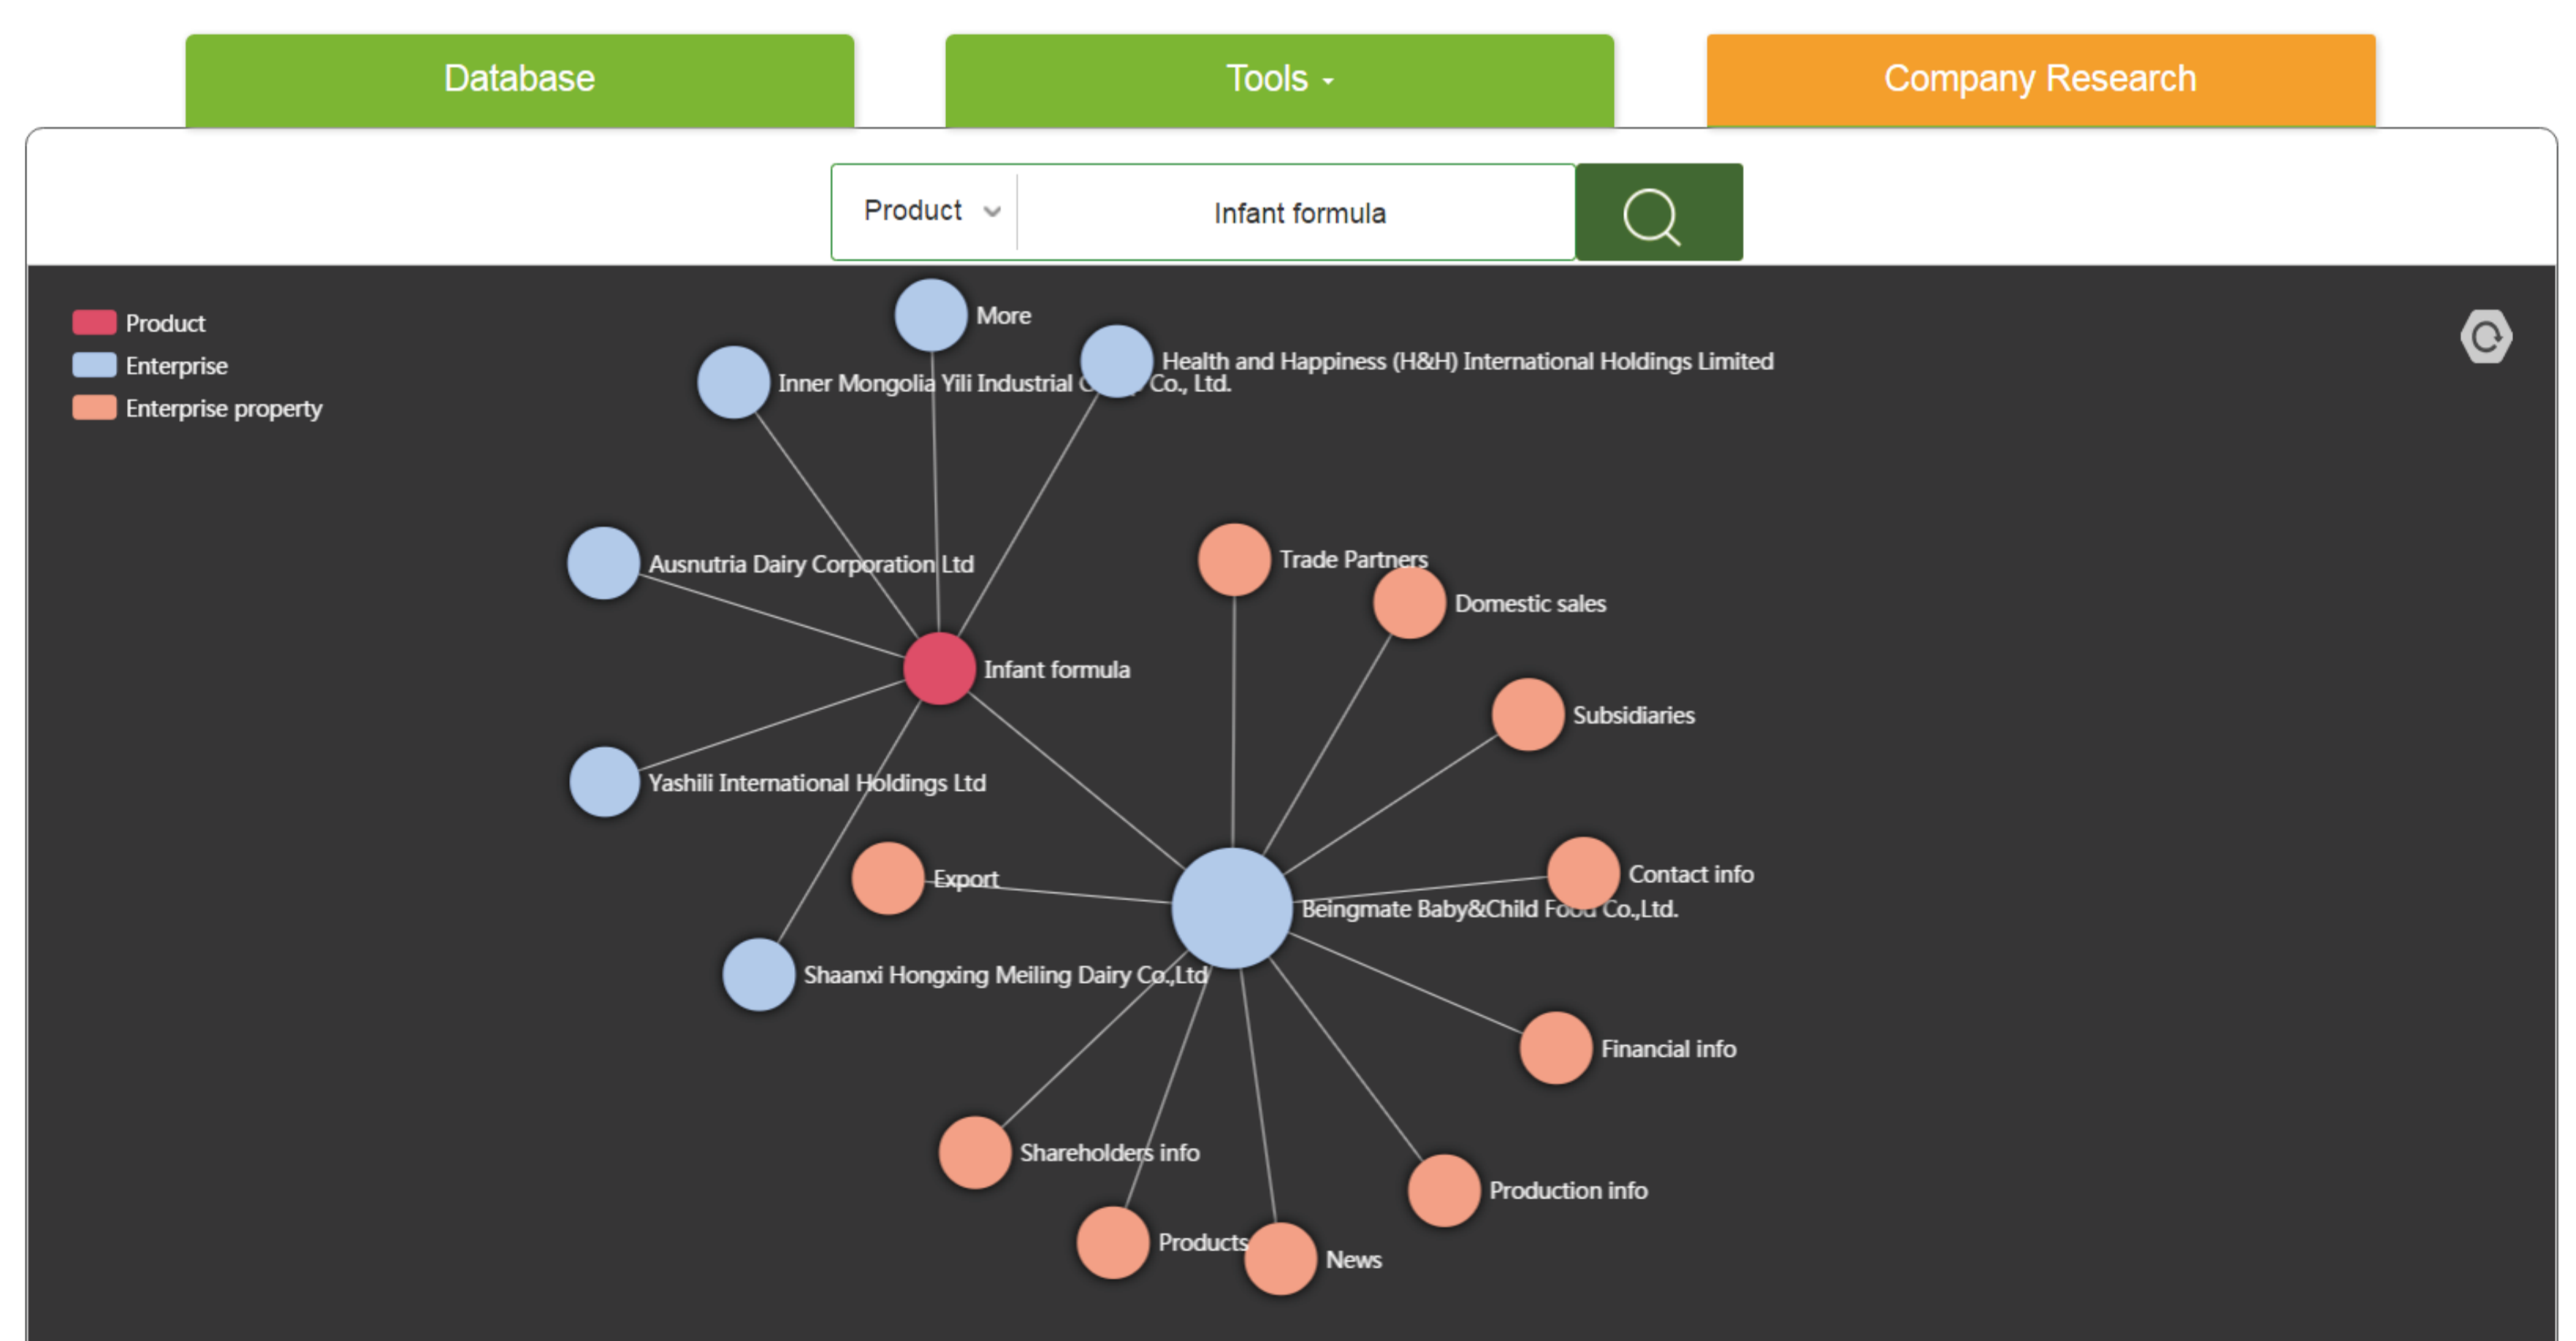 Database
Tools
Company Research
Product
Infant formula
Product
Enterprise
Enterprise property
More
Health and Happiness (H&H) International Holdings Limited
Inner Mongolia Yili Industrial Co., Ltd.
Ausnutria Dairy Corporation Ltd
Trade Partners
Domestic sales
Infant formula
Subsidiaries
Yashili International Holdings Ltd
Export
Contact info
Beingmate Baby&Child Food Co.,Ltd.
Shaanxi Hongxing Meiling Dairy Co.,Ltd
Financial info
Shareholders info
Production info
Products
News